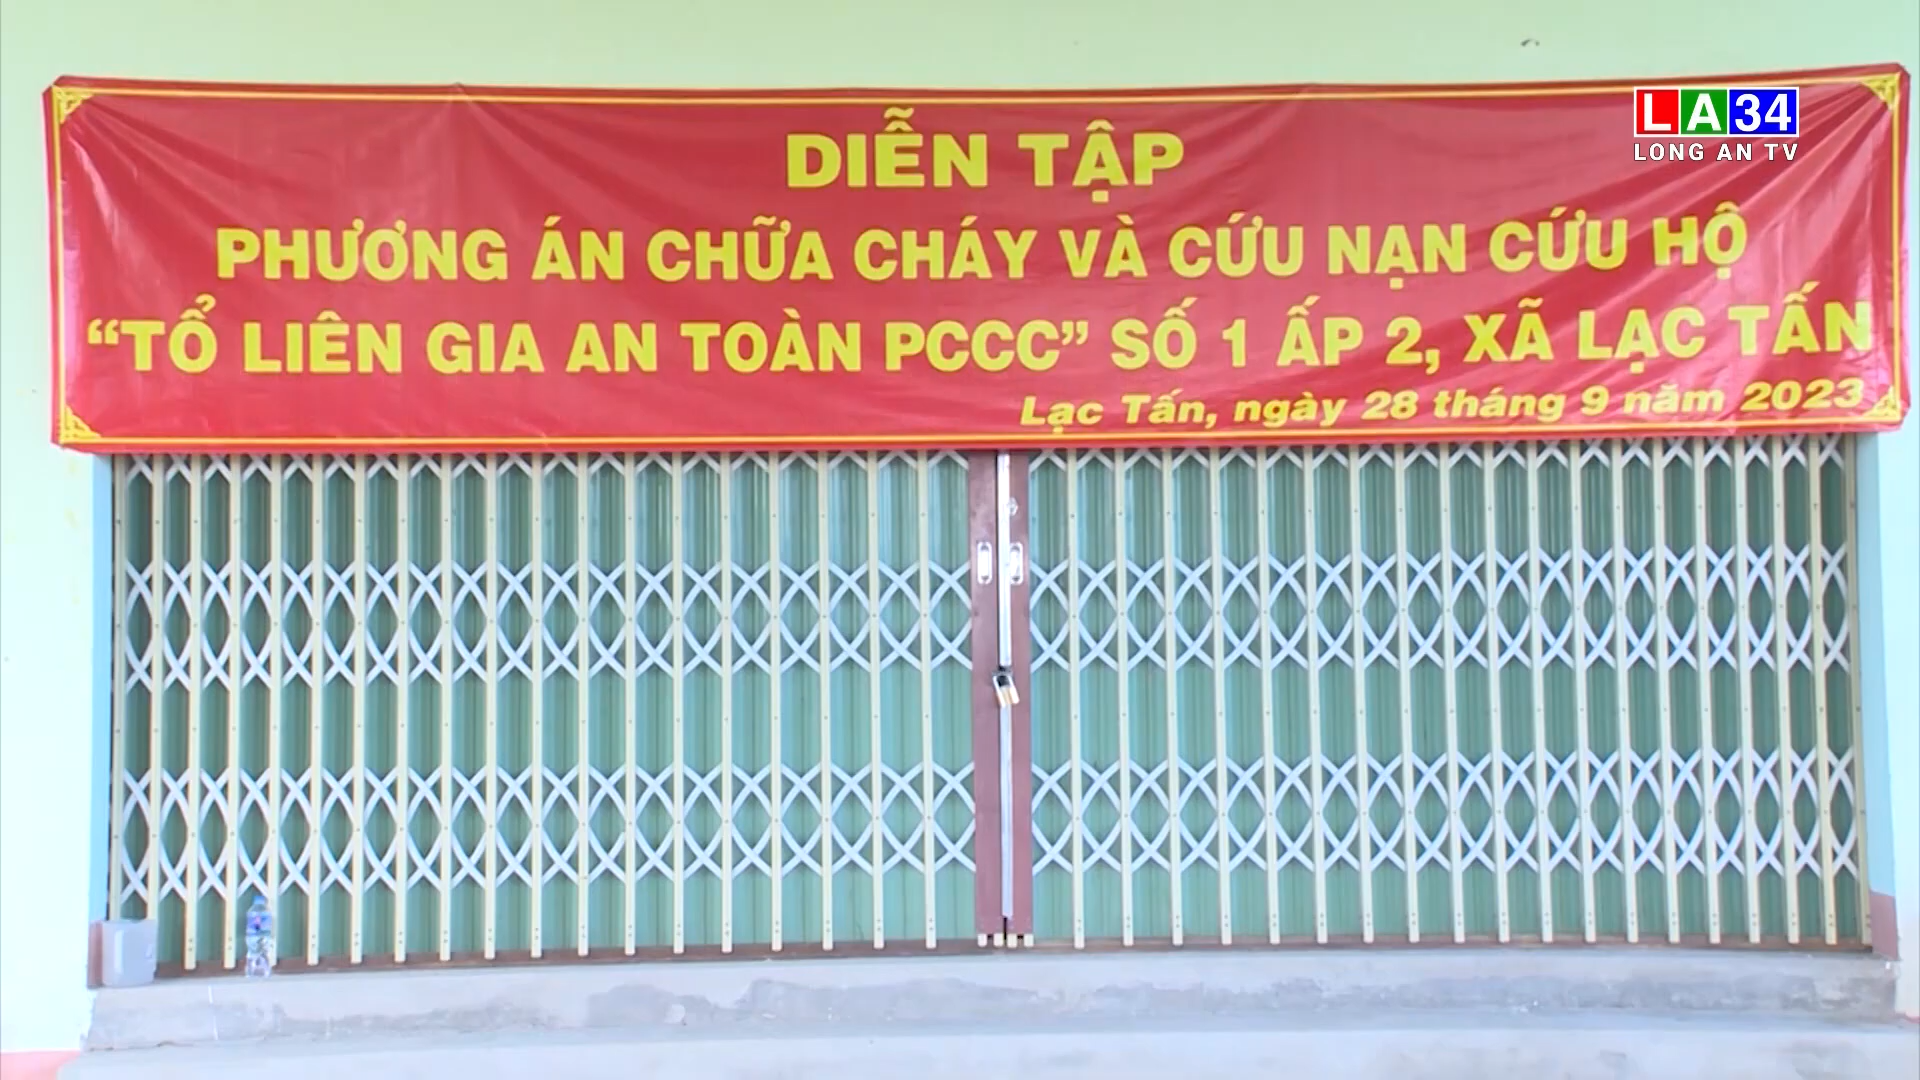 LA34
LONG AN TV
DIỄN TẬP
PHƯƠNG ÁN CHỮA CHÁY VÀ CỨU NẠN CỨU HỘ
“TỔ LIÊN GIA AN TOÀN PCCC” SỐ 1 ẤP 2, XÃ LẠC TẤN
Lạc Tấn, ngày 28 tháng 9 năm 2023